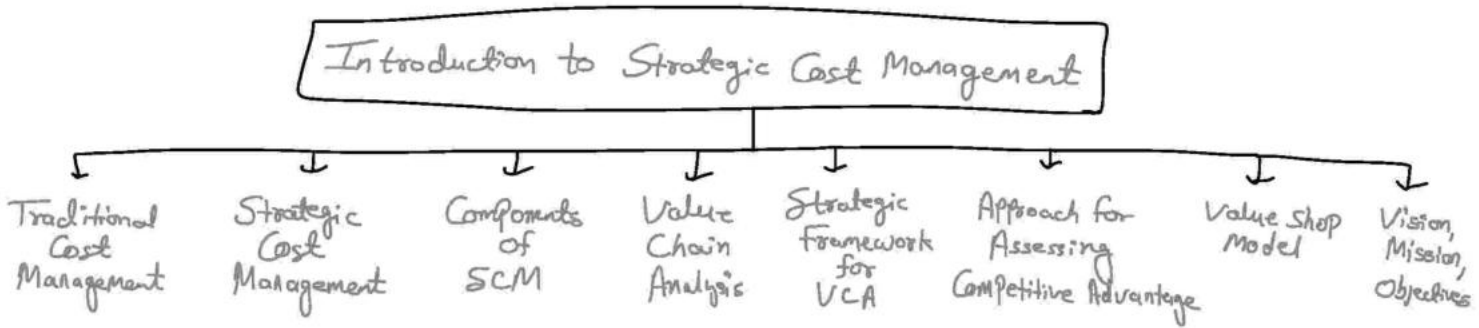 Introduction to Strategic Cost Management
Traditional
Cost
Management
Strategic
Cost
Management
Components
of
SCM
Value
Chain
Analysis
Strategic
Framework
for
VCA
Approach for
Assessing
Competitive Advantage
Value Shop
Model
Vision,
Mission,
Objectives